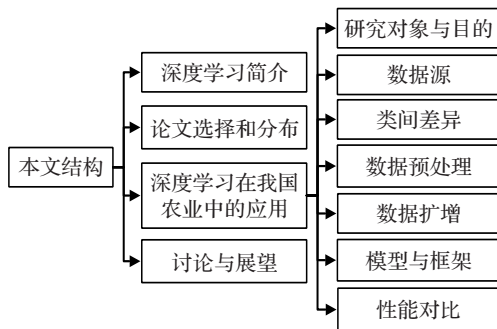 本文结构
深度学习简介
论文选择和分布
深度学习在我国
农业中的应用
讨论与展望
研究对象与目的
数据源
类间差异
数据预处理
数据扩增
模型与框架
性能对比